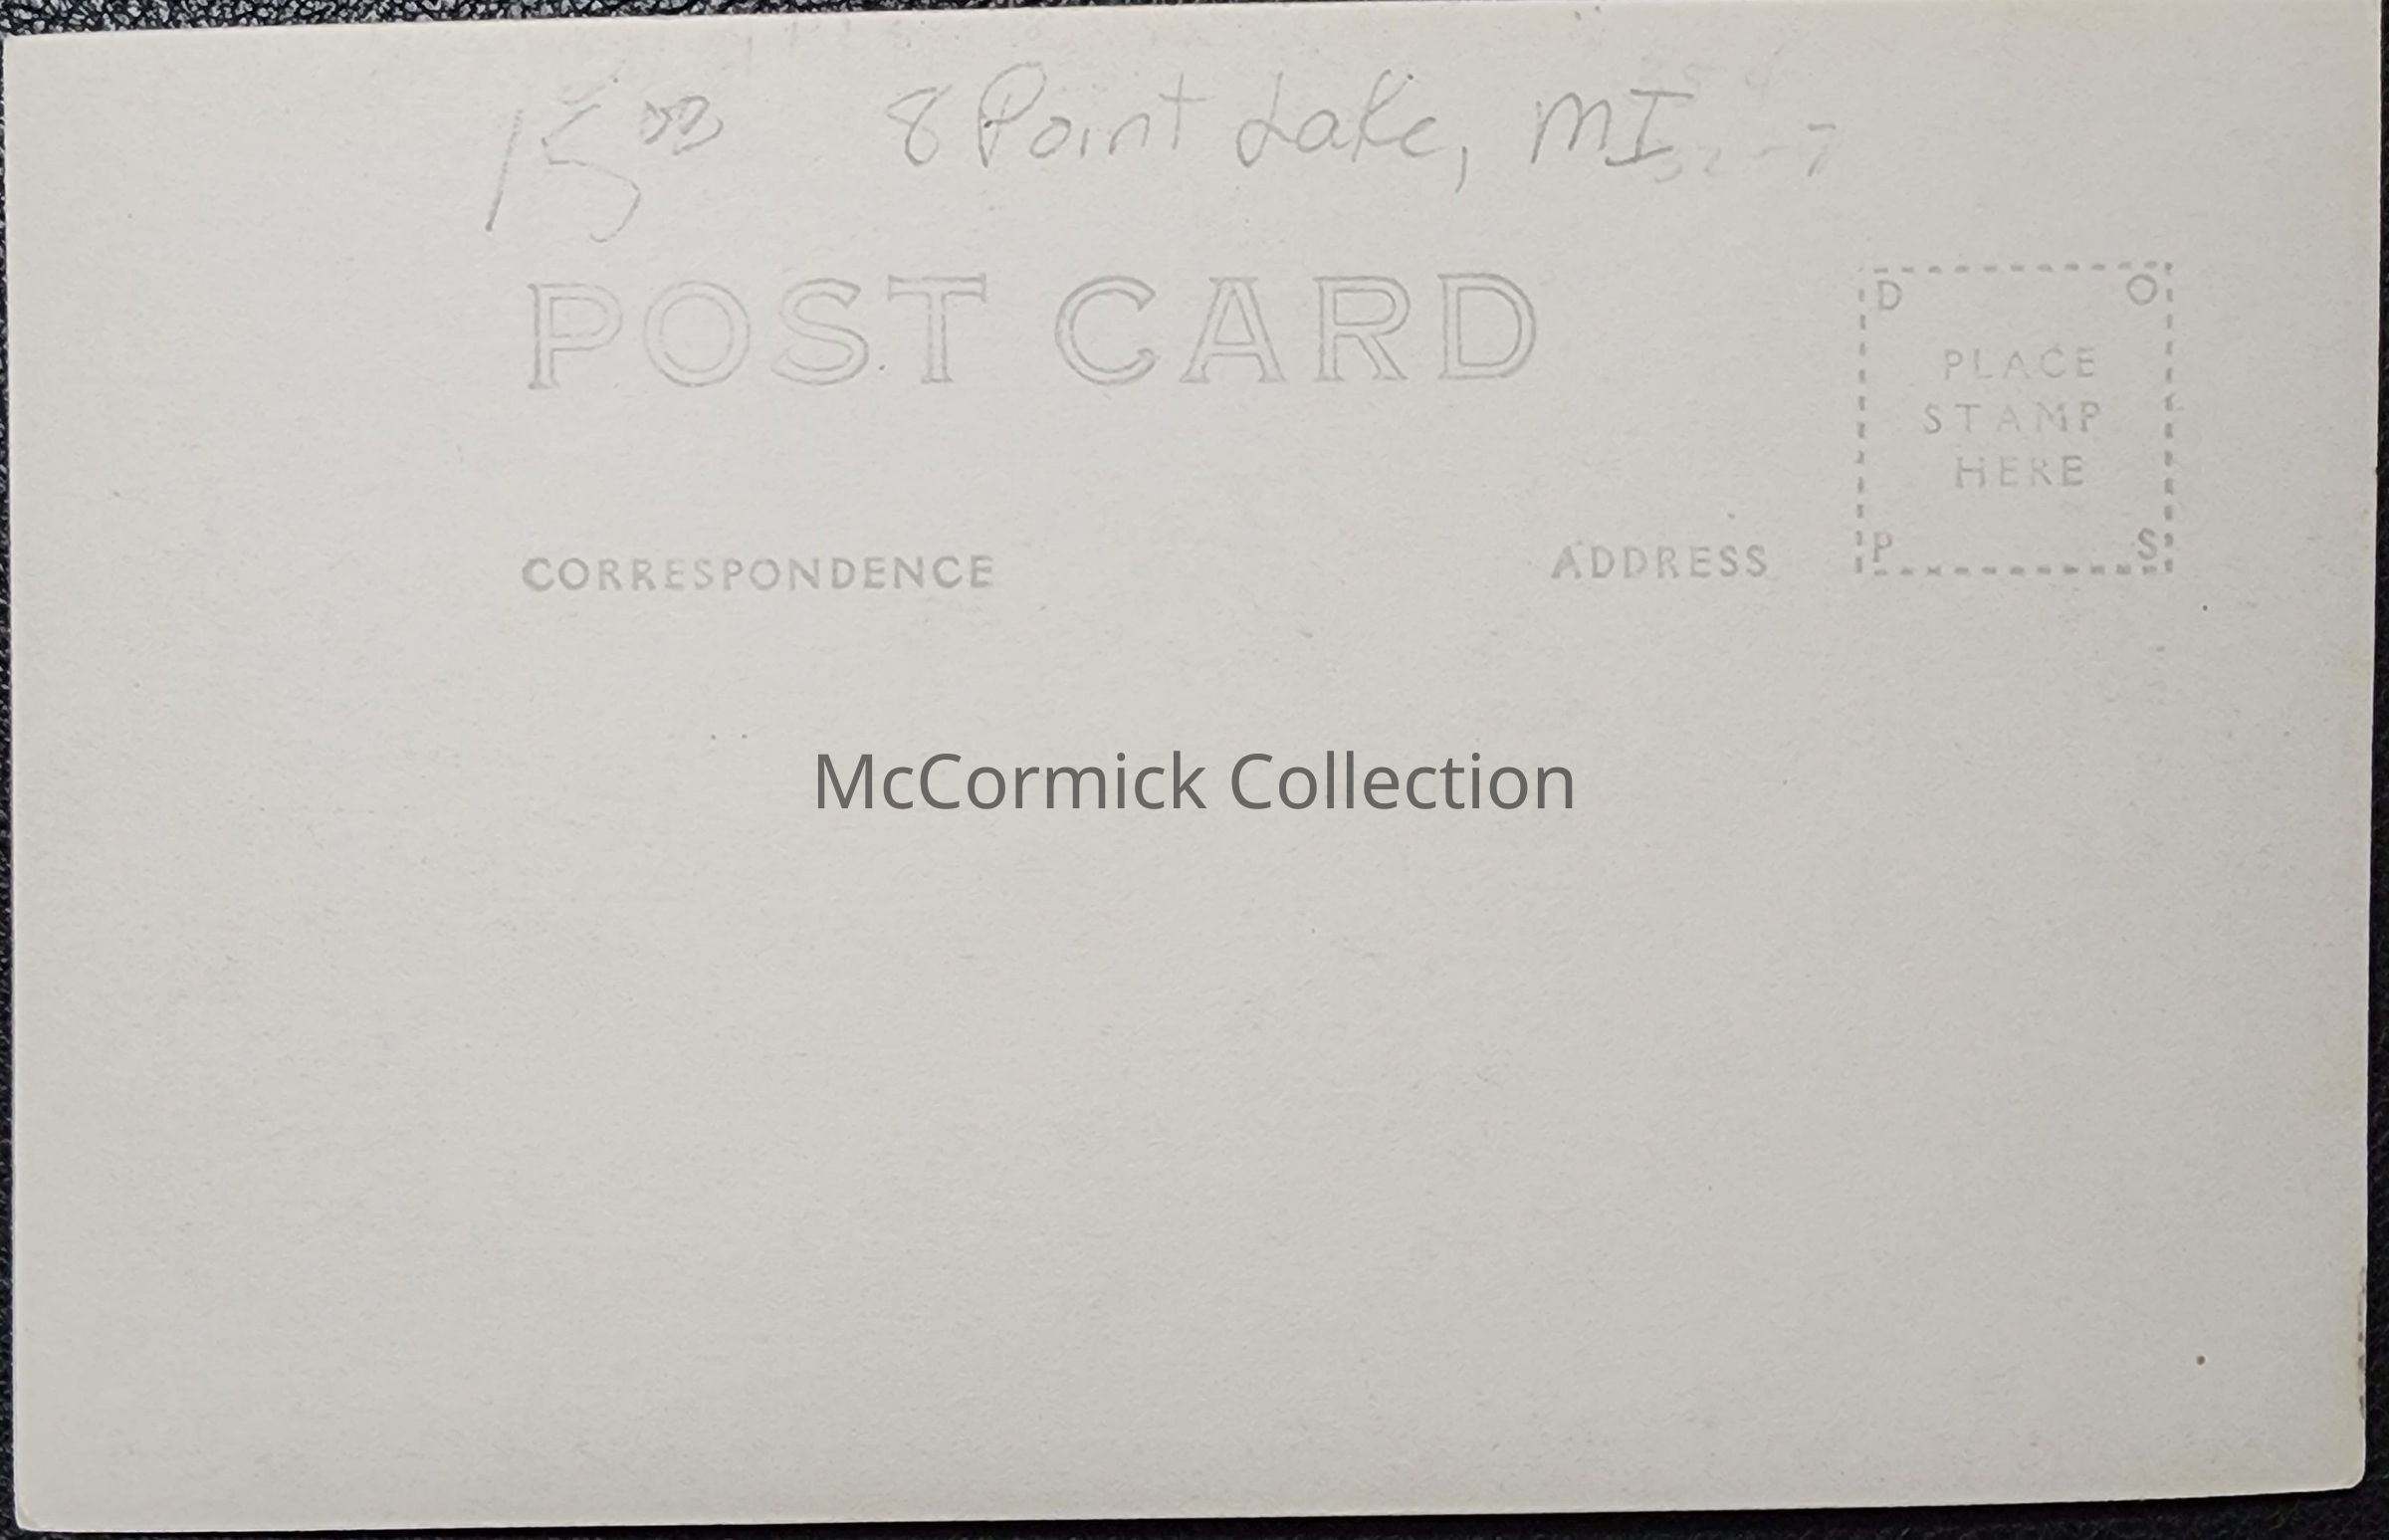 15 00 8 Point Lake, MI
POST CARD
D O
PLACE
STAMP
HERE
P S
CORRESPONDENCE ADDRESS
McCormick Collection